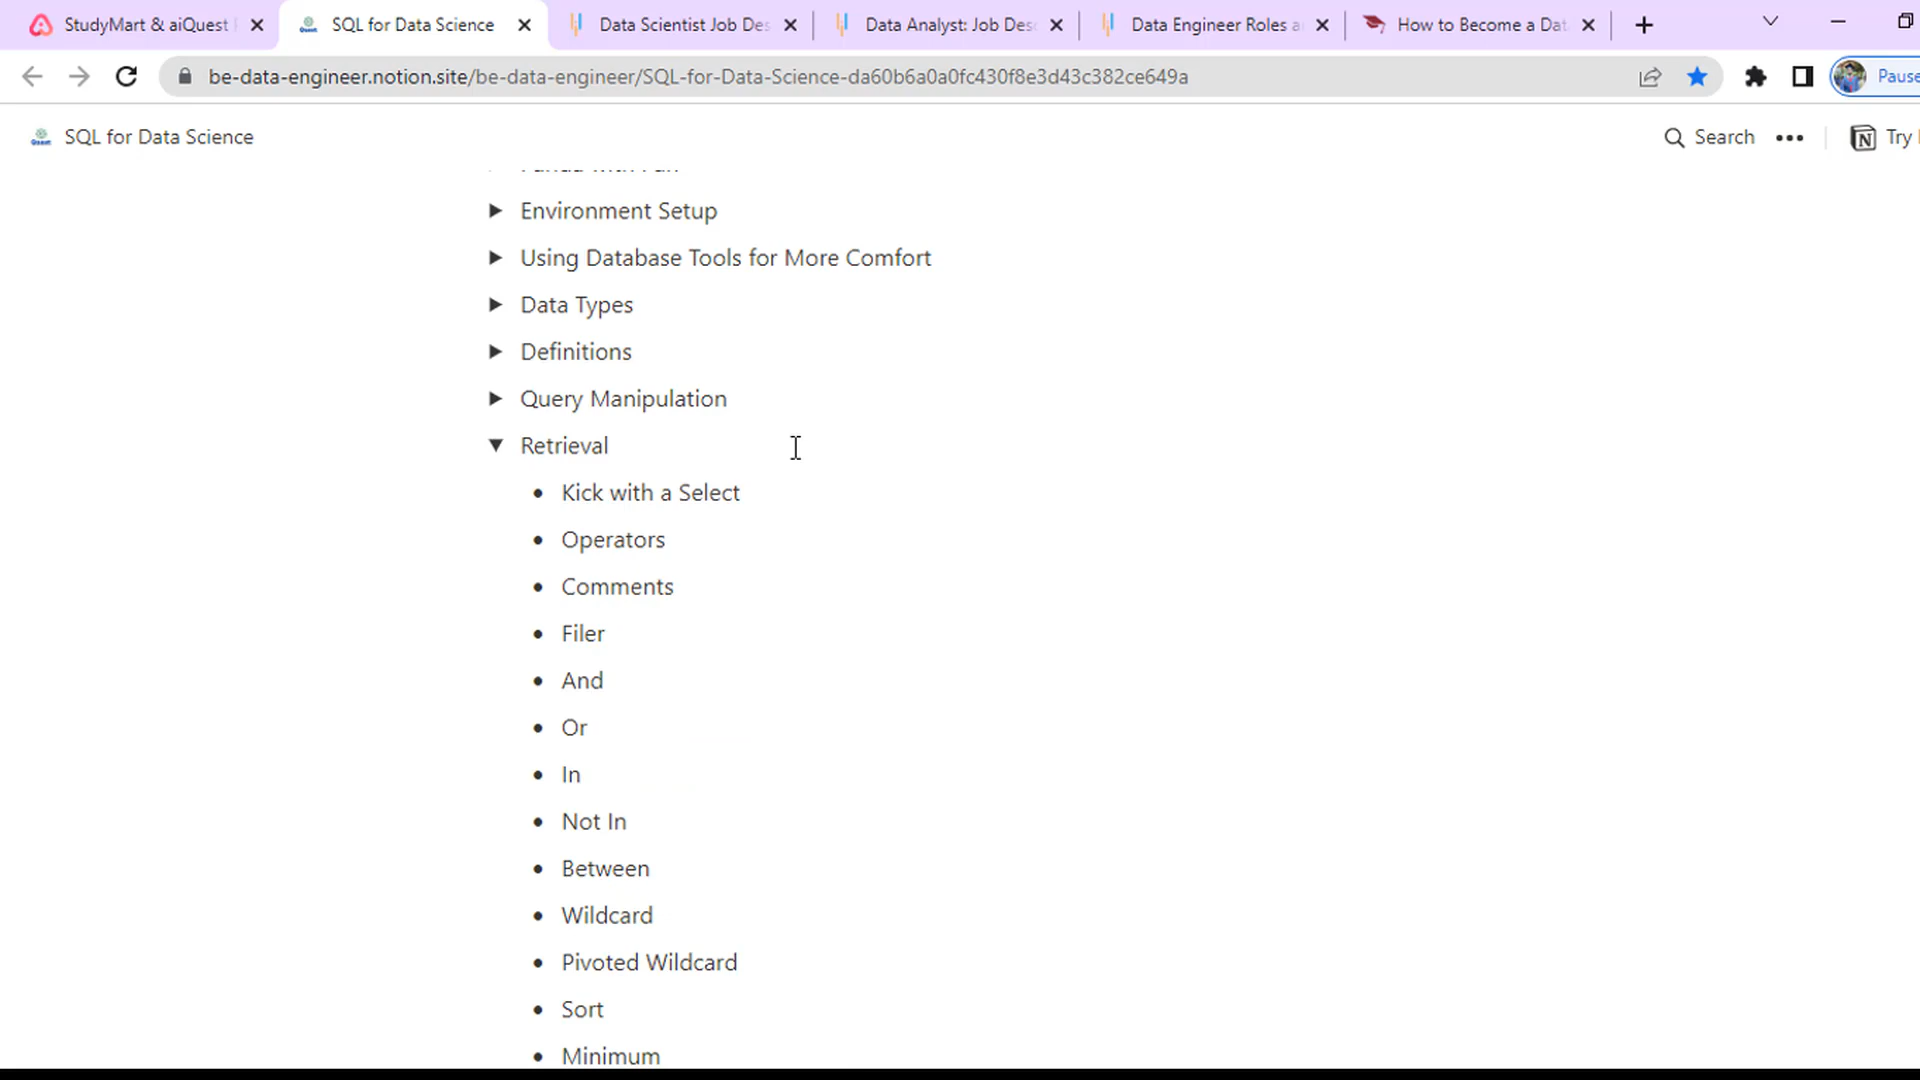 StudyMart & aiQuest
SQL for Data Science
Data Scientist Job Des
Data Analyst: Job Desc
Data Engineer Roles a
How to Become a Dat
be-data-engineer.notion.site/be-data-engineer/SQL-for-Data-Science-da60b6a0a0fc430f8e3d43c382ce649a
Pause
SQL for Data Science
Search
Try
Environment Setup
Using Database Tools for More Comfort
Data Types
Definitions
Query Manipulation
Retrieval
Kick with a Select
Operators
Comments
Filer
And
Or
In
Not In
Between
Wildcard
Pivoted Wildcard
Sort
Minimum